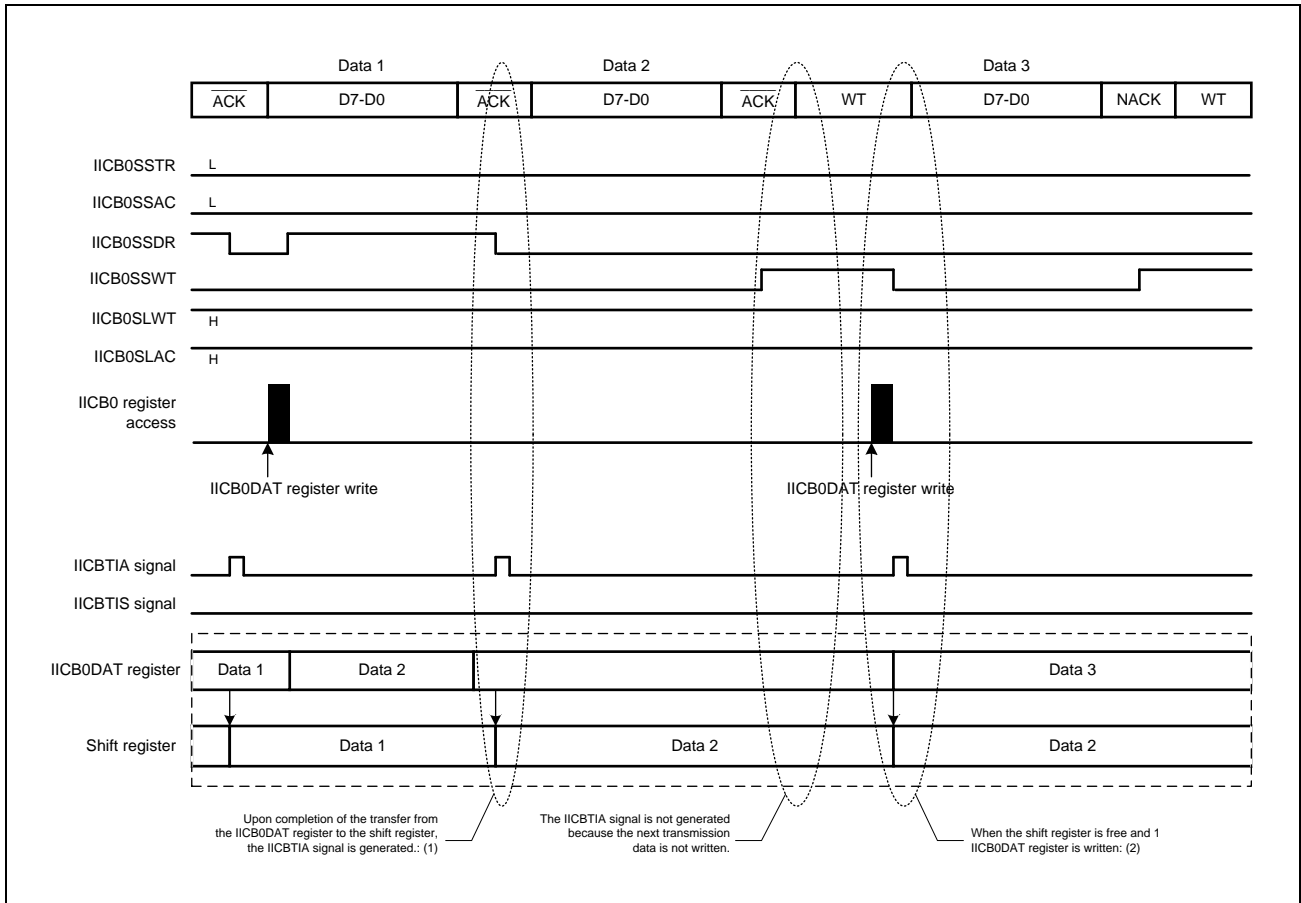 Data 1 Data 2 Data 3
ACK D7-D0 ACK D7-D0 ACK WT D7-D0 NACK WT
IICB0SSTR L
IICB0SSAC L
IICB0SSDR
IICB0SSWT
IICB0SLWT H
IICB0SLAC H
IICB0 register
access
IICB0DAT register write IICB0DAT register write
IICBTIA signal
IICBTIS signal
IICB0DAT register Data 1 Data 2 Data 3
Shift register Data 1 Data 2 Data 2
Upon completion of the transfer from
the IICB0DAT register to the shift register,
the IICBTIA signal is generated.: (1)
The IICBTIA signal is not generated
because the next transmission
data is not written.
When the shift register is free and 1
IICB0DAT register is written: (2)